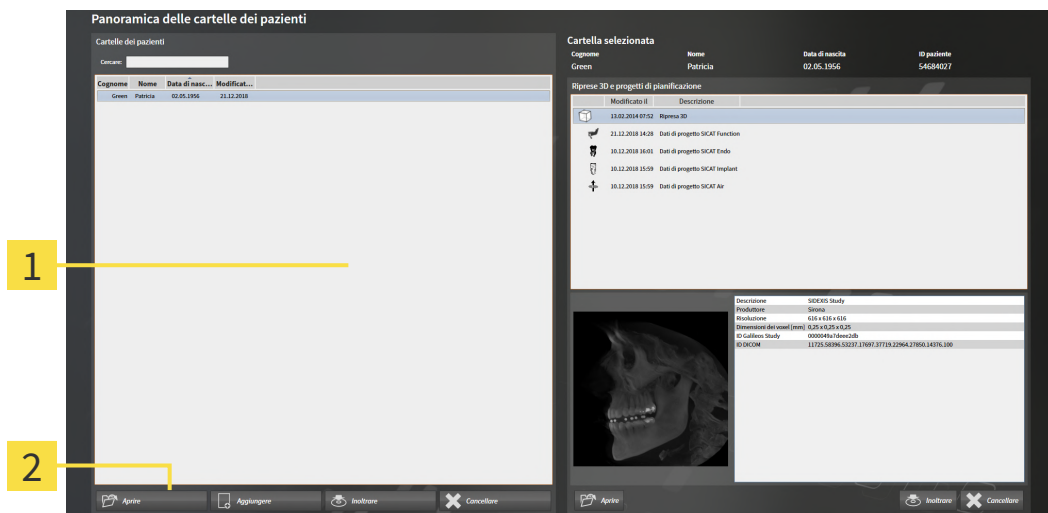 Panoramica delle cartelle dei pazienti
Cartelle dei pazienti
Cercare:
Cognome Nome Data di nasc... Modificat...
Green Patricia 02.05.1956 21.12.2018
1
2
Aprire Aggiungere Inoltrare Cancellare
Cartella selezionata
Cognome Nome Data di nascita ID paziente
Green Patricia 02.05.1956 54684027
Riprese 3D e progetti di pianificazione
Modificato il Descrizione
13.02.2014 07:52 Ripresa 3D
21.12.2018 14:28 Dati di progetto SICAT Function
10.12.2018 16:01 Dati di progetto SICAT Endo
10.12.2018 15:59 Dati di progetto SICAT Implant
10.12.2018 15:59 Dati di progetto SICAT Air
Descrizione SIDEXIS Study
Produttore Sirona
Risoluzione 616 x 616 x 616
Dimensioni dei voxel [mm] 0,25 x 0,25 x 0,25
ID Galileos Study 0000049a7deee2db
ID DICOM 11725.58396.53237.17697.37719.22964.27850.14376.100
Aprire Inoltrare Cancellare